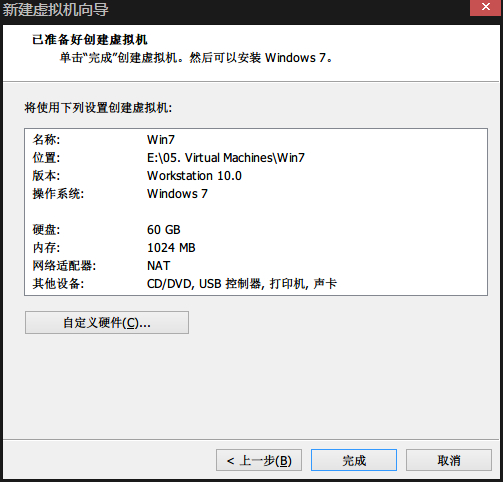 新建虚拟机向导
已准备好创建虚拟机
单击“完成”创建虚拟机。然后可以安装 Windows 7。
将使用下列设置创建虚拟机:
名称: Win7
位置: E:\05. Virtual Machines\Win7
版本: Workstation 10.0
操作系统: Windows 7
硬盘: 60 GB
内存: 1024 MB
网络适配器: NAT
其他设备: CD/DVD, USB 控制器, 打印机, 声卡
自定义硬件(C)...
< 上一步(B) 完成 取消